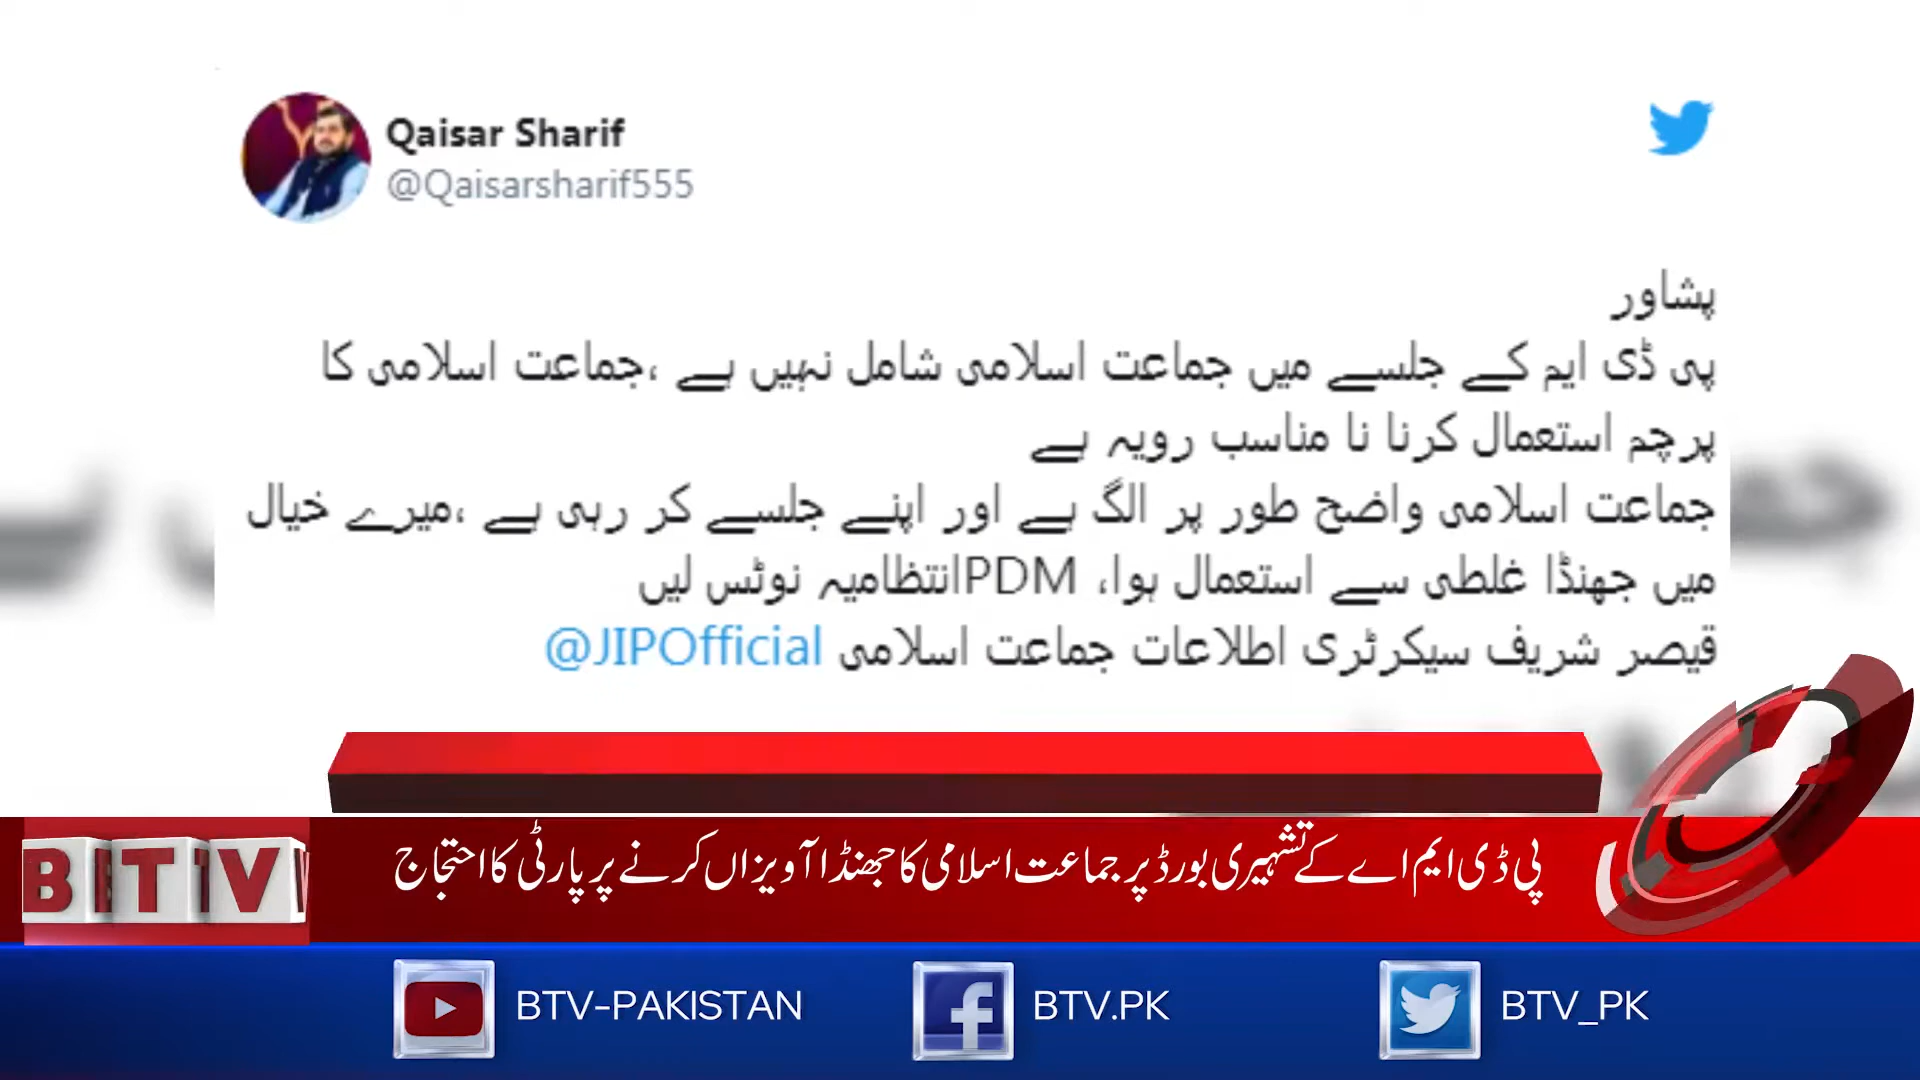 Qaisar Sharif
@Qaisarsharif555
پشاور
پی ڈی ایم کے جلسے میں جماعت اسلامی شامل نہیں ہے ،جماعت اسلامی کا
پرچم استعمال کرنا نا مناسب رویہ ہے
جماعت اسلامی واضح طور پر الگ ہے اور اپنے جلسے کر رہی ہے ،میرے خیال
میں جھنڈا غلطی سے استعمال ہوا، PDMانتظامیہ نوٹس لیں
قیصر شریف سیکرٹری اطلاعات جماعت اسلامی @JIPOfficial
پی ڈی ایم اے کے تشہیری بورڈ پر جماعت اسلامی کا جھنڈا آویزاں کرنے پر پارٹی کا احتجاج
BTV
BTV-PAKISTAN
BTV.PK
BTV_PK